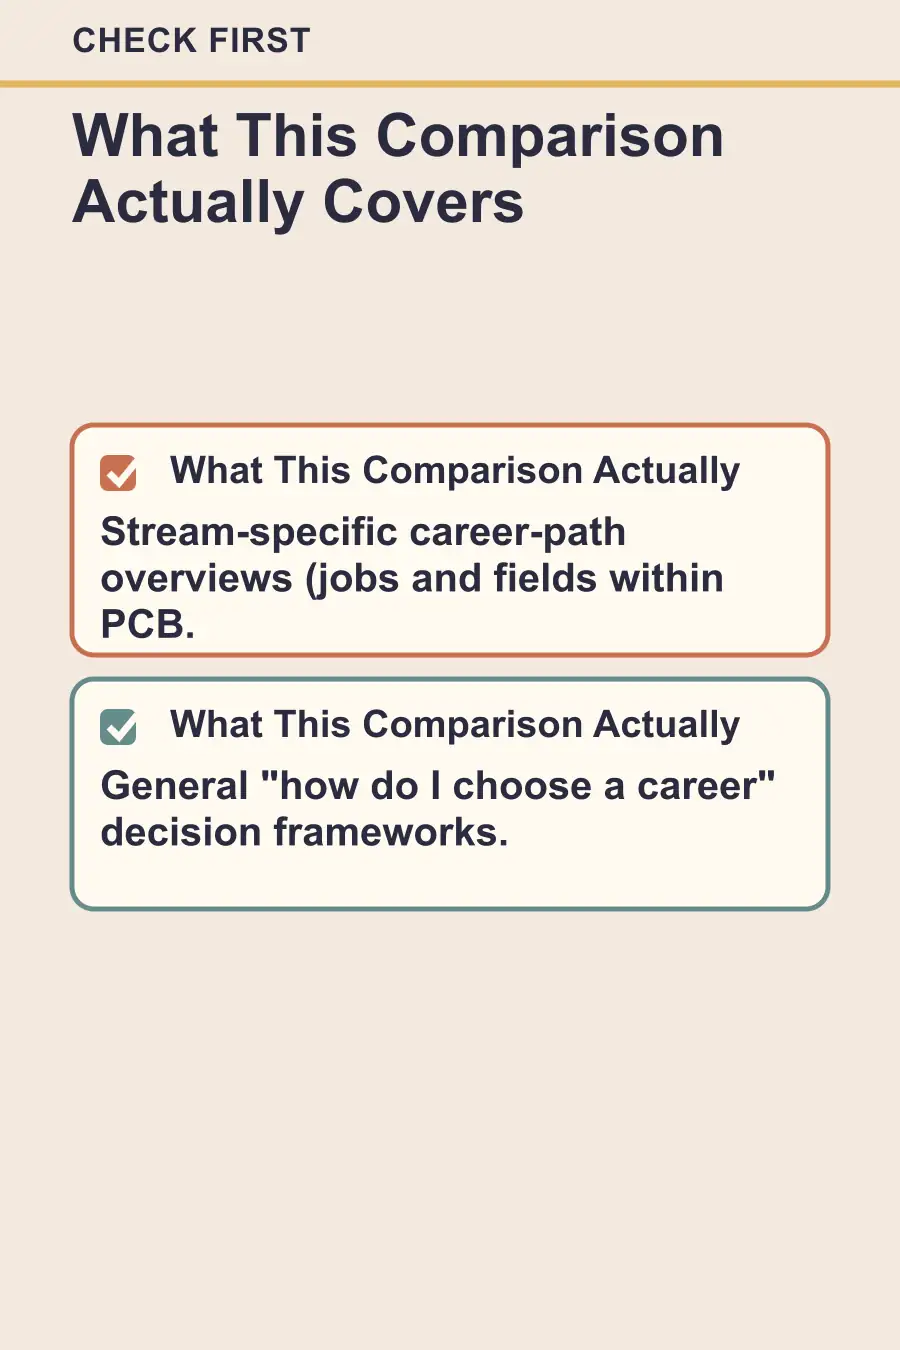 CHECK FIRST
What This Comparison
Actually Covers
What This Comparison Actually
Stream-specific career-path
overviews (jobs and fields within
PCB.
What This Comparison Actually
General "how do I choose a career"
decision frameworks.